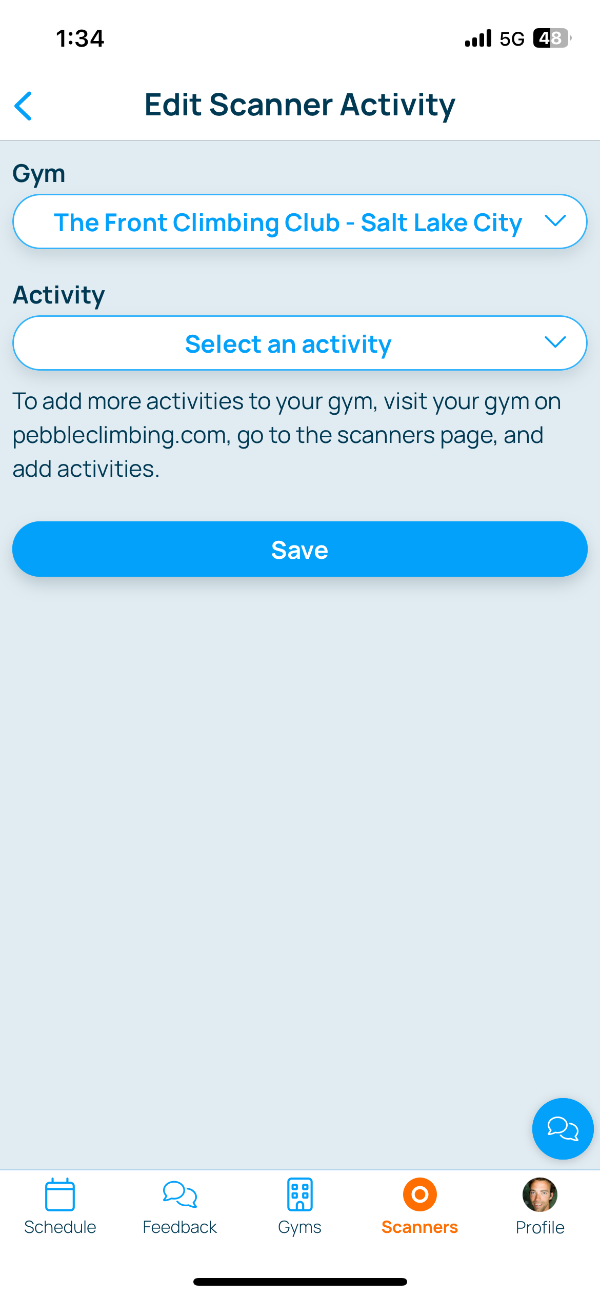 1:34
5G
48
Edit Scanner Activity
Gym
The Front Climbing Club - Salt Lake City
Activity
Select an activity
To add more activities to your gym, visit your gym on
pebbleclimbing.com, go to the scanners page, and
add activities.
Save
Schedule
Feedback
Gyms
Scanners
Profile